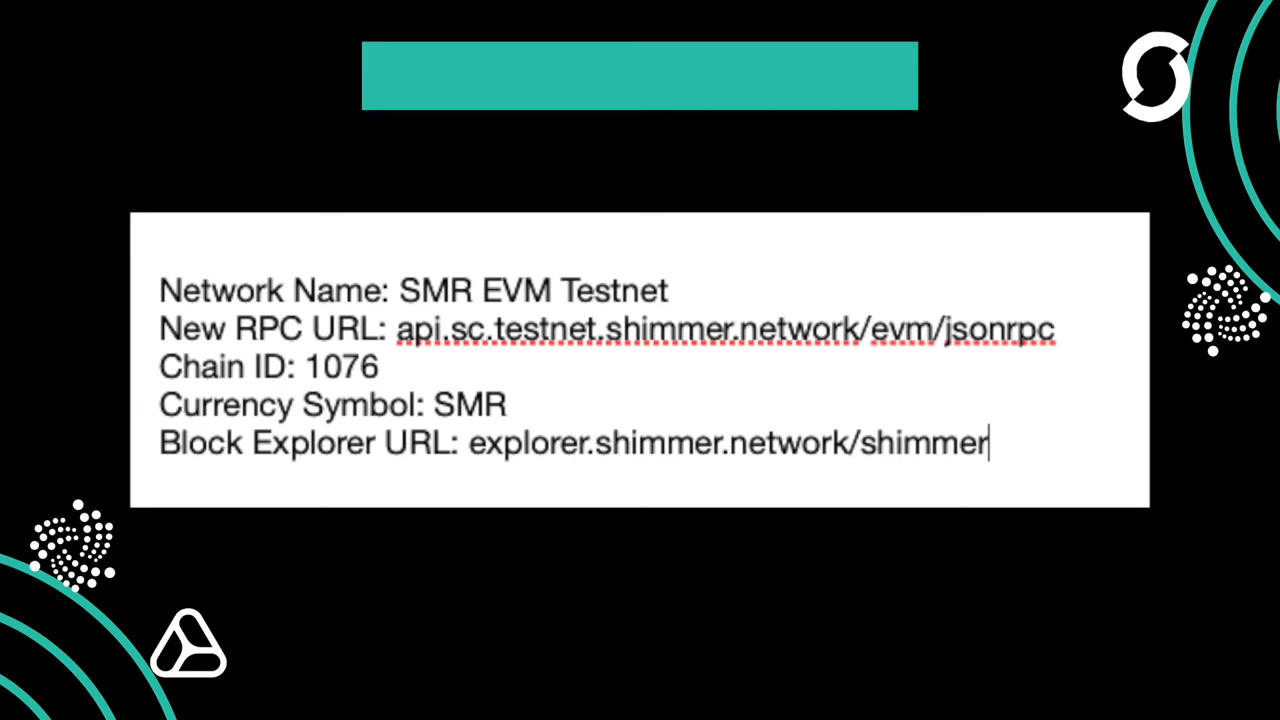 Network Name: SMR EVM Testnet
New RPC URL: api.sc.testnet.shimmer.network/evm/jsonrpc
Chain ID: 1076
Currency Symbol: SMR
Block Explorer URL: explorer.shimmer.network/shimmer